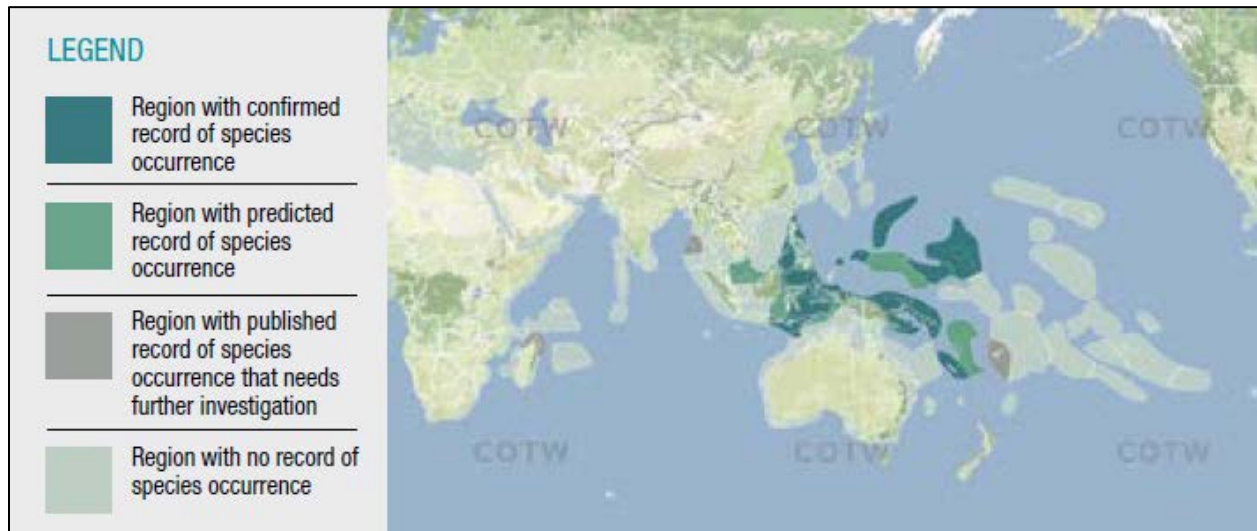 LEGEND
Region with confirmed
record of species
occurrence
Region with predicted
record of species
occurrence
Region with published
record of species
occurrence that needs
further investigation
Region with no record of
species occurrence
COTW COTW COTW
COTW COTW COTW